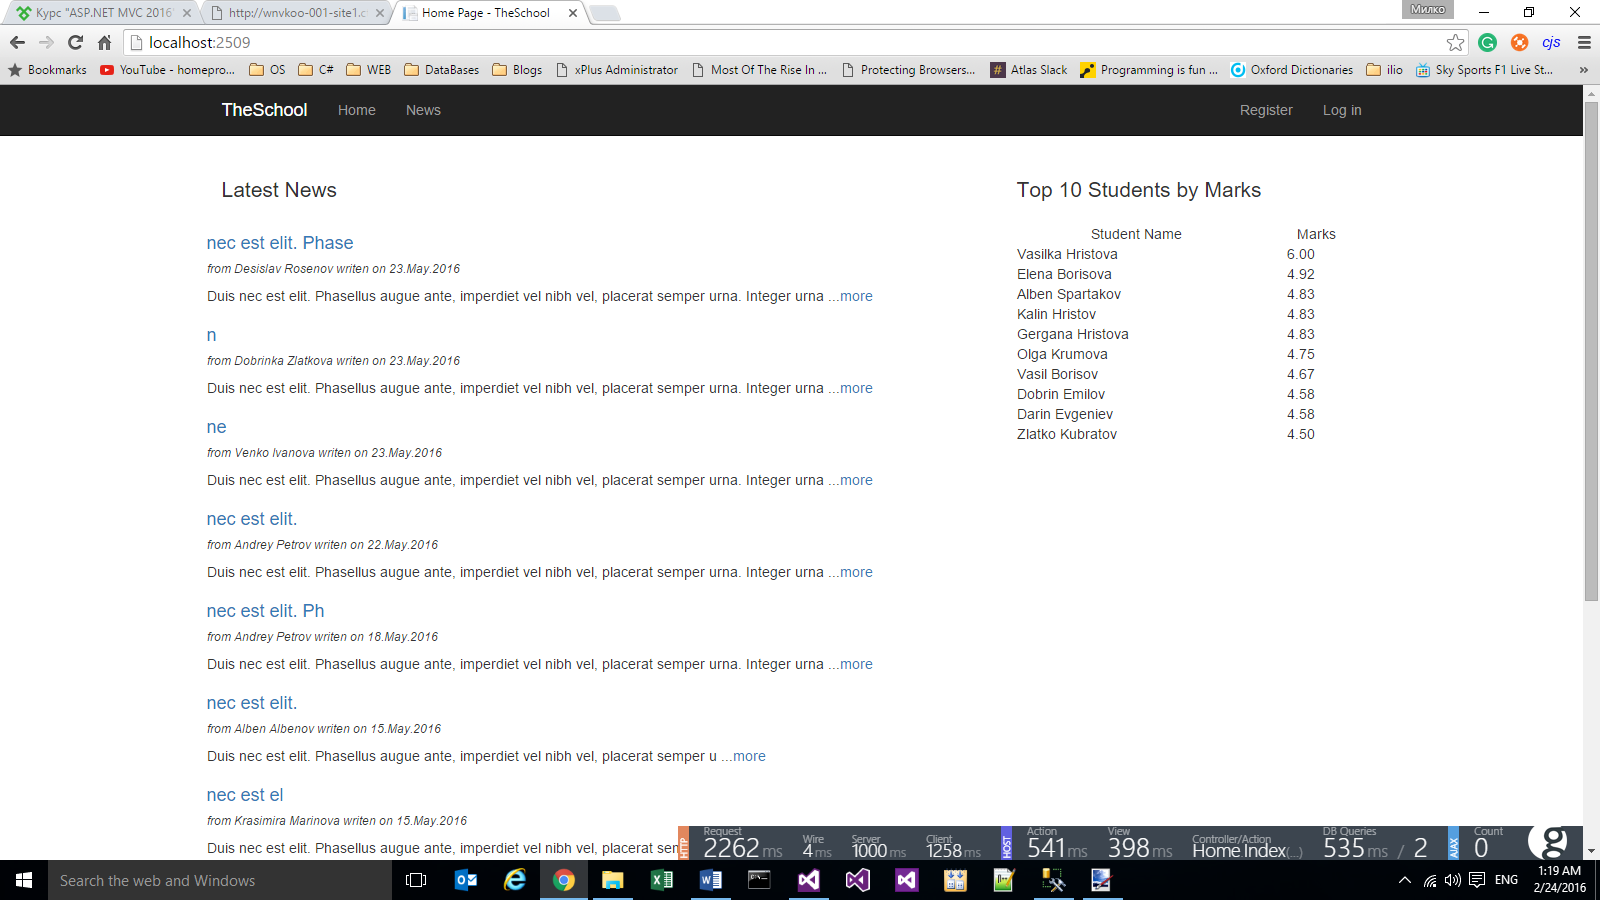 Курс "ASP.NET MVC 2016"
http://wnvkoo-001-site1.c
Home Page - TheSchool
Милко
localhost:2509
cjs
Bookmarks
YouTube - homepro...
OS
C#
WEB
DataBases
Blogs
xPlus Administrator
Most Of The Rise In ...
Protecting Browsers...
Atlas Slack
Programming is fun ...
Oxford Dictionaries
ilio
Sky Sports F1 Live St...
»
TheSchool
Home
News
Register
Log in
Latest News
nec est elit. Phase
from Desislav Rosenov writen on 23.May.2016
Duis nec est elit. Phasellus augue ante, imperdiet vel nibh vel, placerat semper urna. Integer urna ...more
n
from Dobrinka Zlatkova writen on 23.May.2016
Duis nec est elit. Phasellus augue ante, imperdiet vel nibh vel, placerat semper urna. Integer urna ...more
ne
from Venko Ivanova writen on 23.May.2016
Duis nec est elit. Phasellus augue ante, imperdiet vel nibh vel, placerat semper urna. Integer urna ...more
nec est elit.
from Andrey Petrov writen on 22.May.2016
Duis nec est elit. Phasellus augue ante, imperdiet vel nibh vel, placerat semper urna. Integer urna ...more
nec est elit. Ph
from Andrey Petrov writen on 18.May.2016
Duis nec est elit. Phasellus augue ante, imperdiet vel nibh vel, placerat semper urna. Integer urna ...more
nec est elit.
from Alben Albenov writen on 15.May.2016
Duis nec est elit. Phasellus augue ante, imperdiet vel nibh vel, placerat semper u ...more
nec est el
from Krasimira Marinova writen on 15.May.2016
Duis nec est elit. Phasellus augue ante, imperdiet vel nibh vel, placerat sem
Top 10 Students by Marks
Student Name Marks
Vasilka Hristova 6.00
Elena Borisova 4.92
Alben Spartakov 4.83
Kalin Hristov 4.83
Gergana Hristova 4.83
Olga Krumova 4.75
Vasil Borisov 4.67
Dobrin Emilov 4.58
Darin Evgeniev 4.58
Zlatko Kubratov 4.50
HTTP
Request
2262 ms
Wire
4 ms
Server
1000 ms
Client
1258 ms
HOST
Action
541 ms
View
398 ms
Controller/Action
Home Index(...)
DB Queries
535 ms / 2
AJAX
Count
0
g
Search the web and Windows
ENG
1:19 AM
2/24/2016